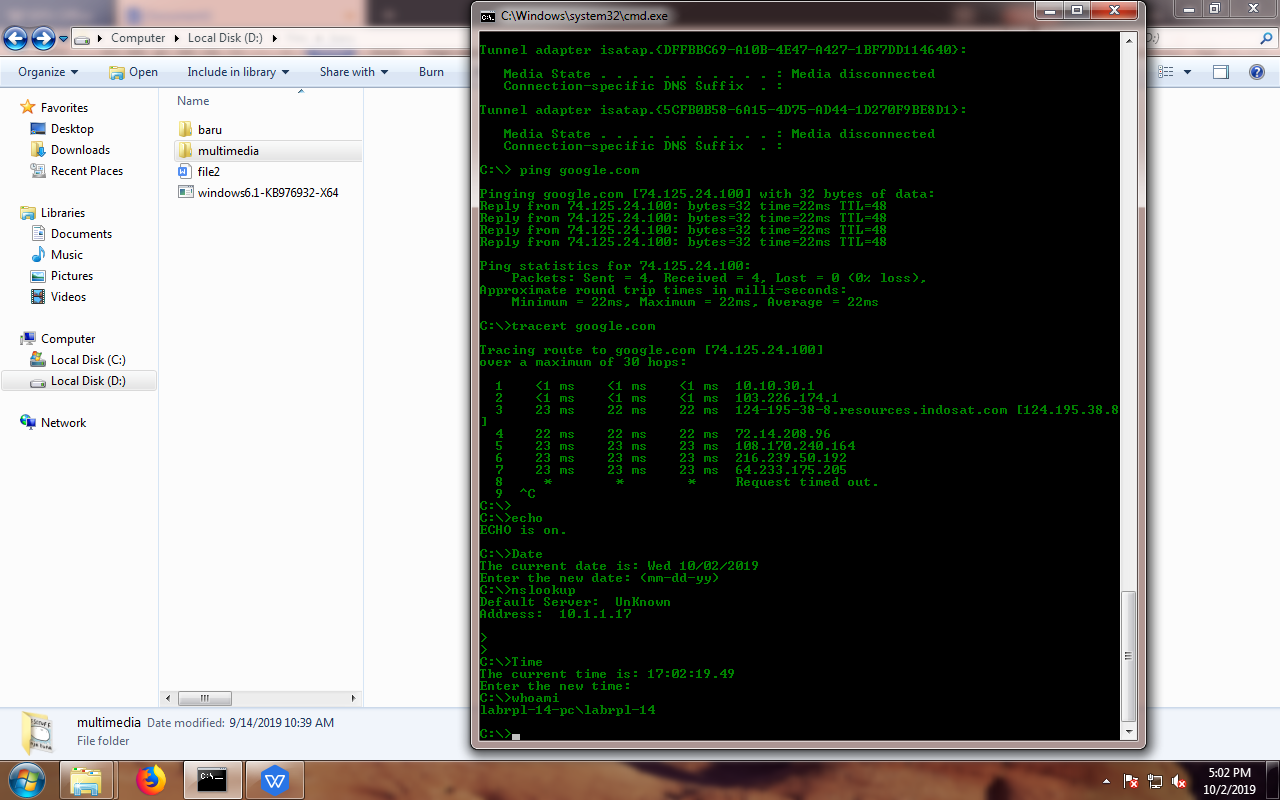 C:\Windows\system32\cmd.exe
Computer Local Disk (D:)
Organize Open Include in library Share with Burn
Favorites
Desktop
Downloads
Recent Places
Libraries
Documents
Music
Pictures
Videos
Computer
Local Disk (C:)
Local Disk (D:)
Network
Name
baru
multimedia
file2
windows6.1-KB976932-X64
Tunnel adapter isatap.{DFFBBC69-A10B-4E47-A427-1BF7DD114640}:
Media State . . . . . . . . . . . : Media disconnected
Connection-specific DNS Suffix . :
Tunnel adapter isatap.{5CFB0B58-6A15-4D75-AD44-1D270F9BE8D1}:
Media State . . . . . . . . . . . : Media disconnected
Connection-specific DNS Suffix . :
C:\> ping google.com
Pinging google.com [74.125.24.100] with 32 bytes of data:
Reply from 74.125.24.100: bytes=32 time=22ms TTL=48
Reply from 74.125.24.100: bytes=32 time=22ms TTL=48
Reply from 74.125.24.100: bytes=32 time=22ms TTL=48
Reply from 74.125.24.100: bytes=32 time=22ms TTL=48
Ping statistics for 74.125.24.100:
Packets: Sent = 4, Received = 4, Lost = 0 (0% loss),
Approximate round trip times in milli-seconds:
Minimum = 22ms, Maximum = 22ms, Average = 22ms
C:\>tracert google.com
Tracing route to google.com [74.125.24.100]
over a maximum of 30 hops:
1 <1 ms <1 ms <1 ms 10.10.30.1
2 <1 ms <1 ms <1 ms 103.226.174.1
3 23 ms 22 ms 22 ms 124-195-38-8.resources.indosat.com [124.195.38.8
]
4 22 ms 22 ms 22 ms 72.14.208.96
5 23 ms 23 ms 23 ms 108.170.240.164
6 23 ms 23 ms 23 ms 216.239.50.192
7 23 ms 23 ms 23 ms 64.233.175.205
8 * * * Request timed out.
9 ^C
C:\>
C:\>echo
ECHO is on.
C:\>Date
The current date is: Wed 10/02/2019
Enter the new date: (mm-dd-yy)
C:\>nslookup
Default Server: UnKnown
Address: 10.1.1.17
>
>
C:\>Time
The current time is: 17:02:19.49
Enter the new time:
C:\>whoami
labrpl-14-pc\labrpl-14
C:\>
multimedia Date modified: 9/14/2019 10:39 AM
File folder
5:02 PM
10/2/2019